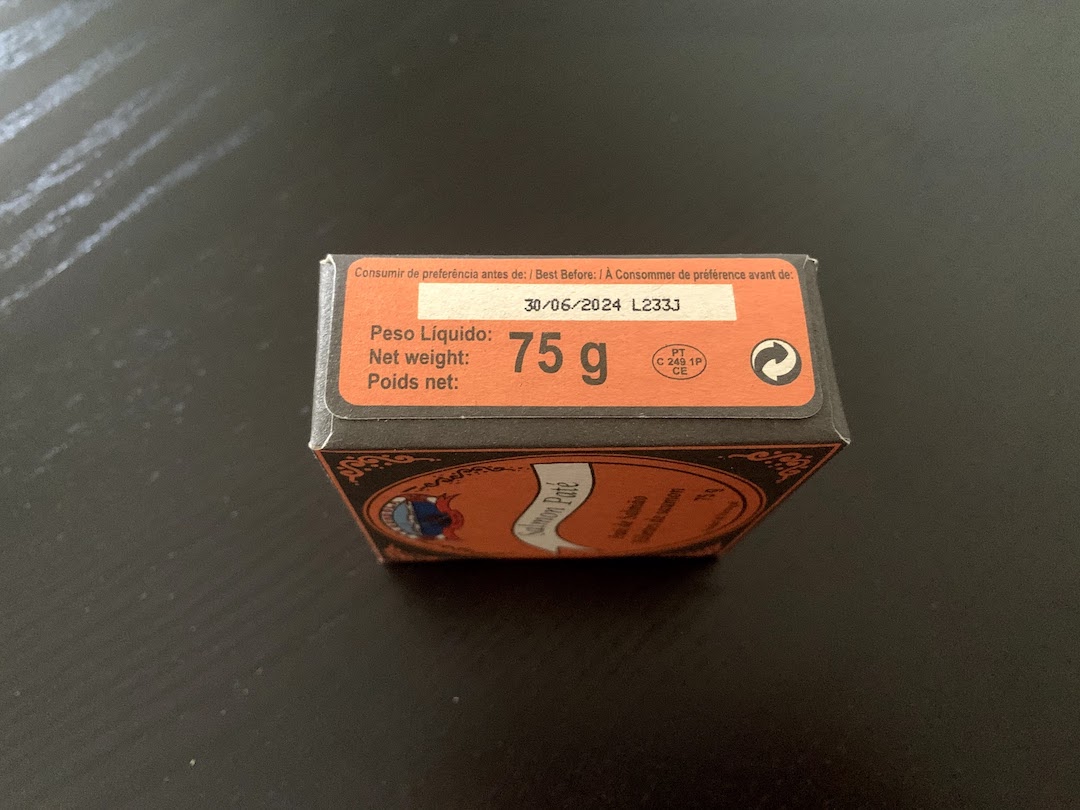 Consumir de preferência antes de: / Best Before: / À Consommer de préférence avant de:
30/06/2024 L233J
Peso Líquido:
Net weight:
Poids net:
75 g
PT
C 249 1P
CE
Salmon Paté
75 g